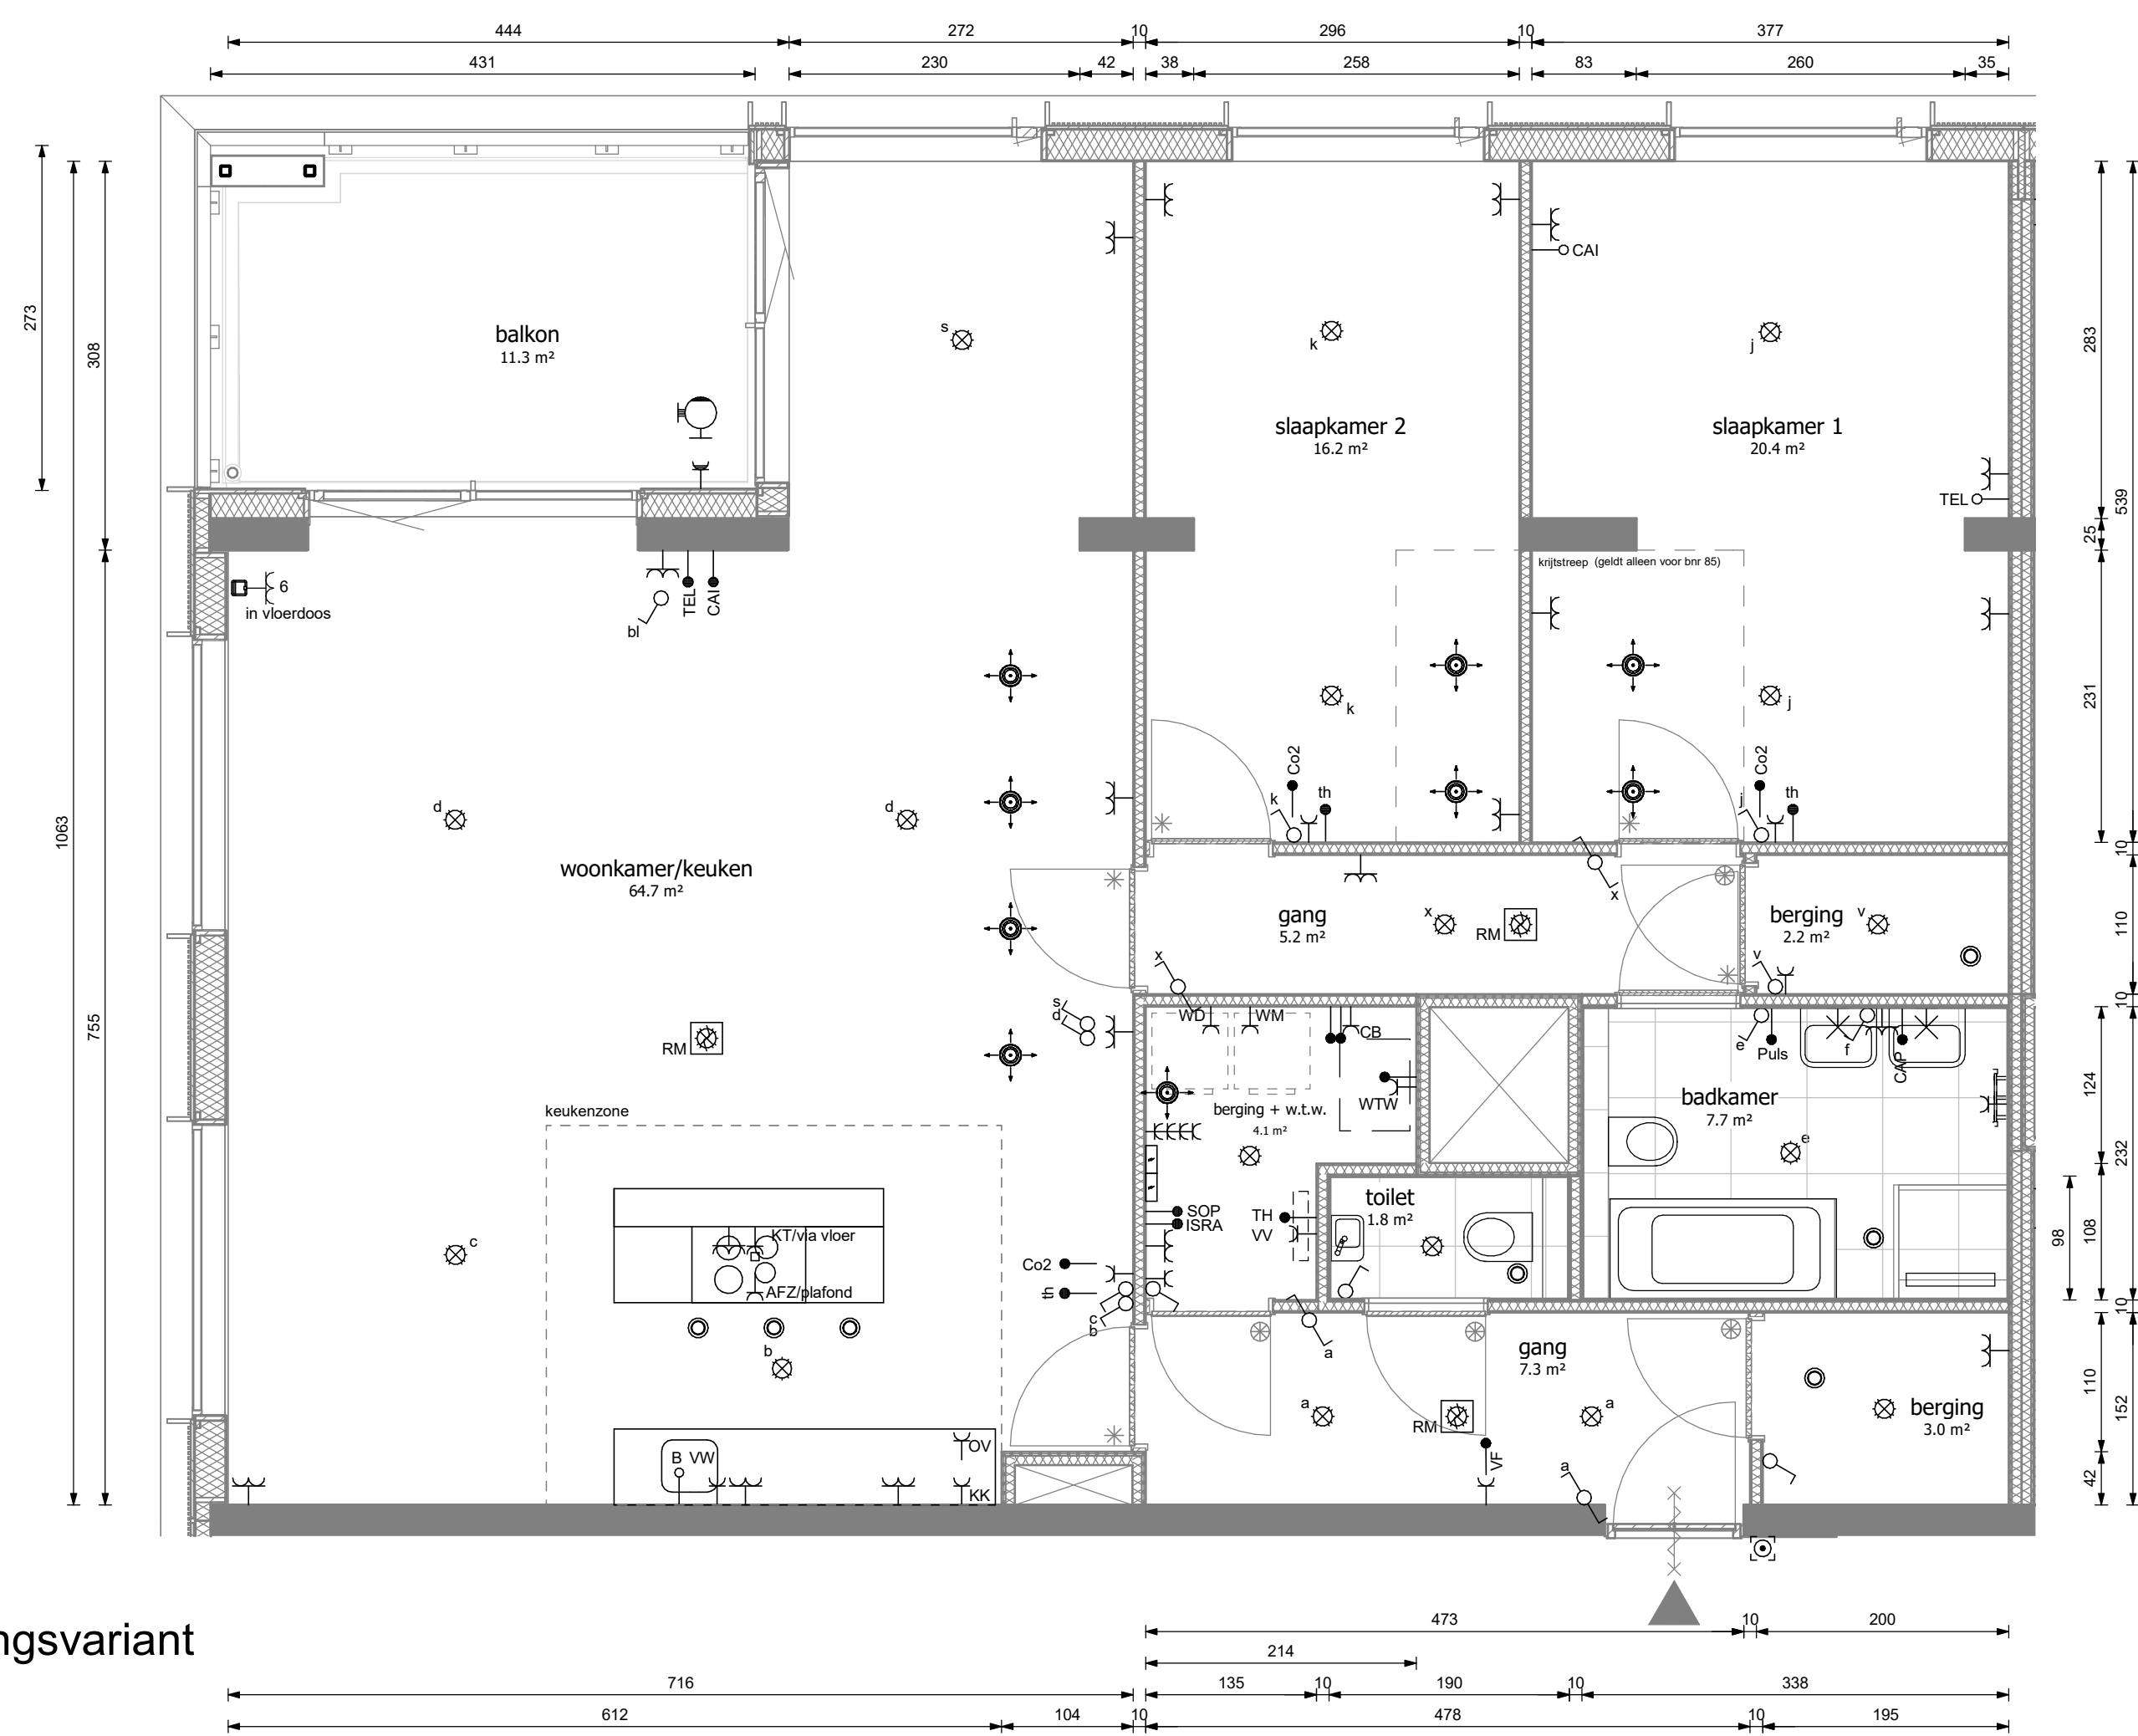 444 272 10 296 10 377
431 230 42 38 258 83 260 35
273
308
1063
755
balkon
11.3 m²
s
k
j
CAI
slaapkamer 2
16.2 m²
slaapkamer 1
20.4 m²
TEL
283
539
25
231
10
6
in vloerdoos
bl
TEL
CAI
krijtstreep (geldt alleen voor bnr 85)
k
j
Co2
th
k
Co2
th
j
d
d
woonkamer/keuken
64.7 m²
x
gang
5.2 m²
x
RM
berging
2.2 m²
v
v
110
10
x
s
d
RM
WD
WM
CB
WTW
berging + w.t.w.
4.1 m²
e
Puls
f
CAP
badkamer
7.7 m²
e
124
232
108
98
10
keukenzone
KT/via vloer
AFZ/plafond
c
b
SOP
ISRA
TH
VV
toilet
1.8 m²
Co2
th
c
b
a
gang
7.3 m²
a
RM
a
VF
a
berging
3.0 m²
110
152
42
B VW
OV
KK
ngsvariant
473 10 200
214
716 135 10 190 10 338
612 104 10 478 10 195